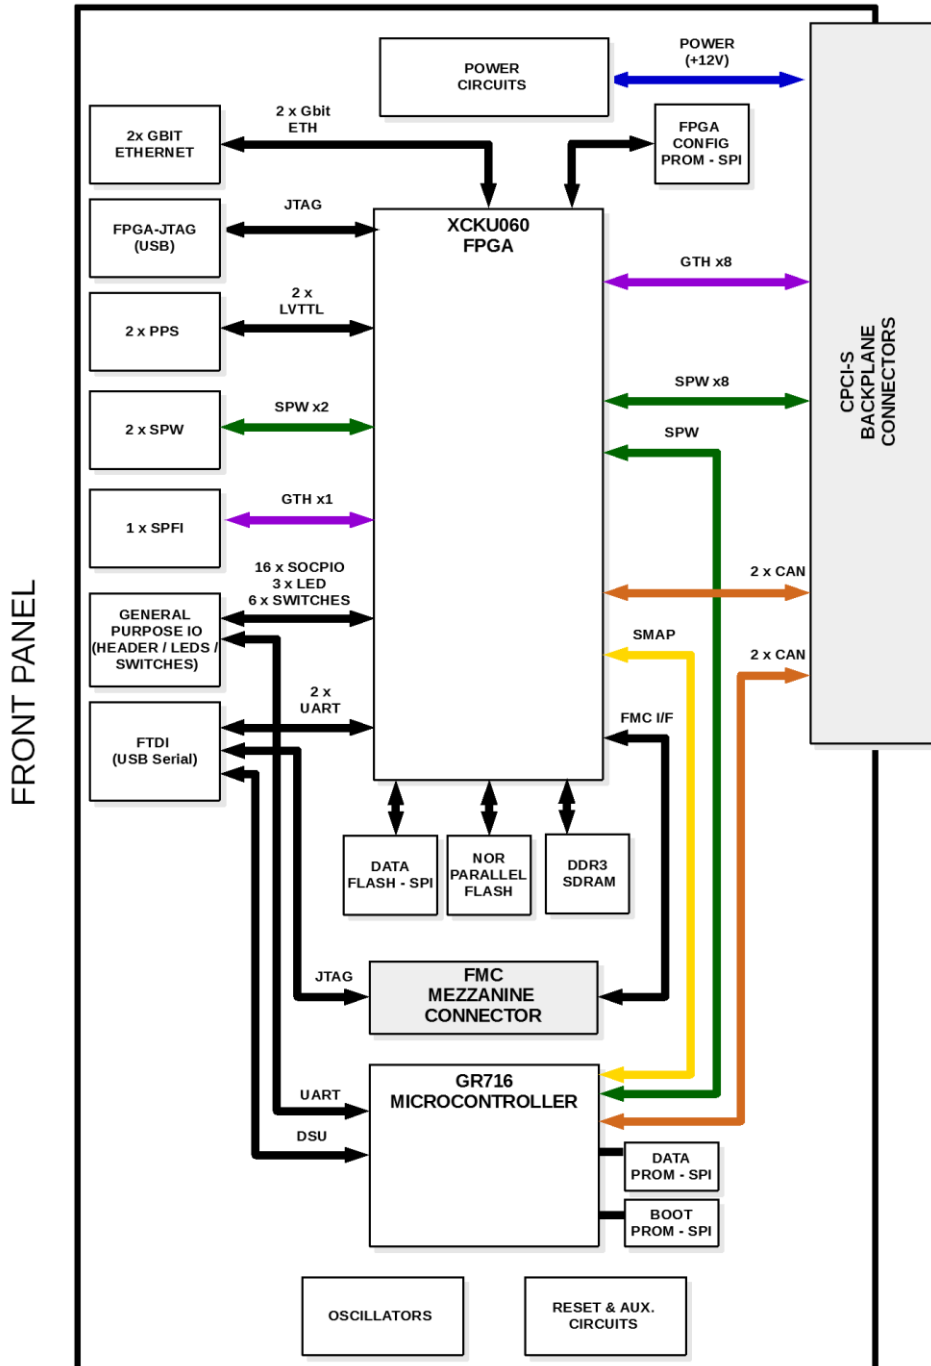 POWER
CIRCUITS
POWER
(+12V)
2 x Gbit
ETH
2x GBIT
ETHERNET
FPGA
CONFIG
PROM - SPI
JTAG
FPGA-JTAG
(USB)
XCKU060
FPGA
GTH x8
2 x
LVTTL
2 x PPS
CPCI-S
BACKPLANE
CONNECTORS
SPW x2
2 x SPW
SPW x8
SPW
GTH x1
1 x SPFI
16 x SOCPIO
3 x LED
6 x SWITCHES
GENERAL
PURPOSE IO
(HEADER / LEDS /
SWITCHES)
2 x CAN
SMAP
2 x CAN
FRONT PANEL
2 x
UART
FTDI
(USB Serial)
FMC I/F
DATA
FLASH - SPI
NOR
PARALLEL
FLASH
DDR3
SDRAM
JTAG
FMC
MEZZANINE
CONNECTOR
GR716
MICROCONTROLLER
UART
DSU
DATA
PROM - SPI
BOOT
PROM - SPI
OSCILLATORS
RESET & AUX.
CIRCUITS